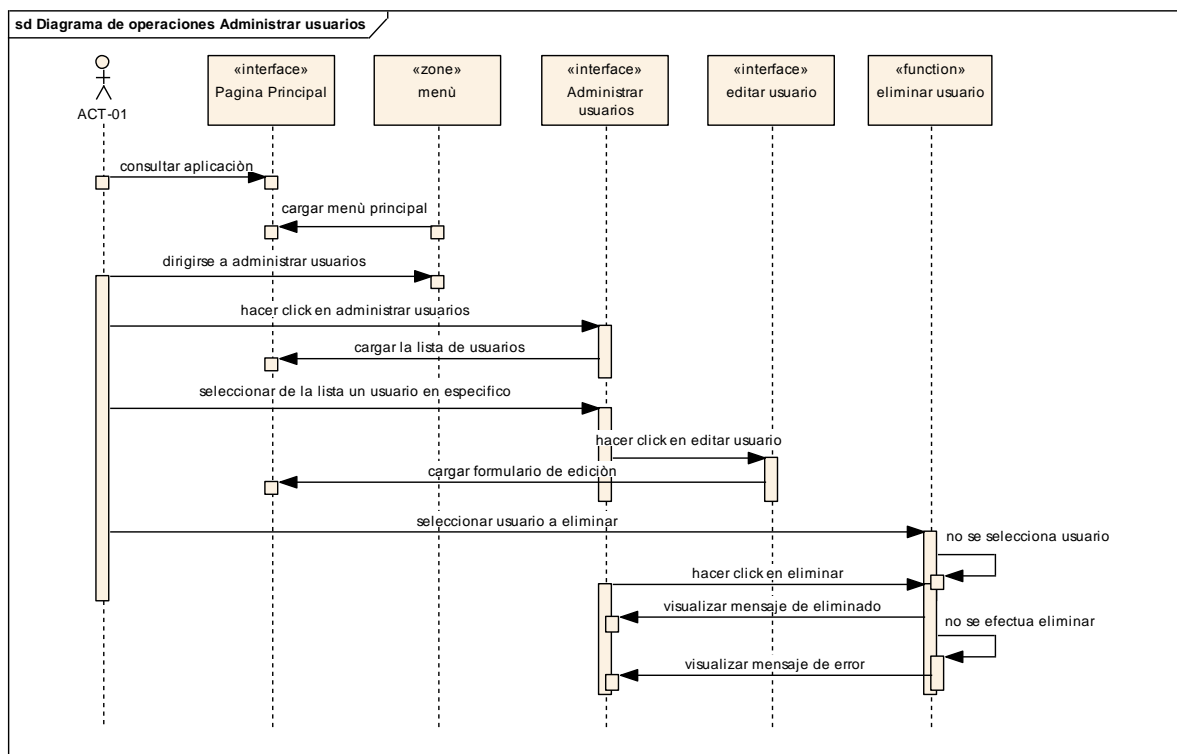 sd Diagrama de operaciones Administrar usuarios
ACT-01
«interface»
Pagina Principal
«zone»
menù
«interface»
Administrar
usuarios
«interface»
editar usuario
«function»
eliminar usuario
consultar aplicaciòn
cargar menù principal
dirigirse a administrar usuarios
hacer click en administrar usuarios
cargar la lista de usuarios
seleccionar de la lista un usuario en especifico
hacer click en editar usuario
cargar formulario de ediciòn
seleccionar usuario a eliminar
no se selecciona usuario
hacer click en eliminar
visualizar mensaje de eliminado
no se efectua eliminar
visualizar mensaje de error